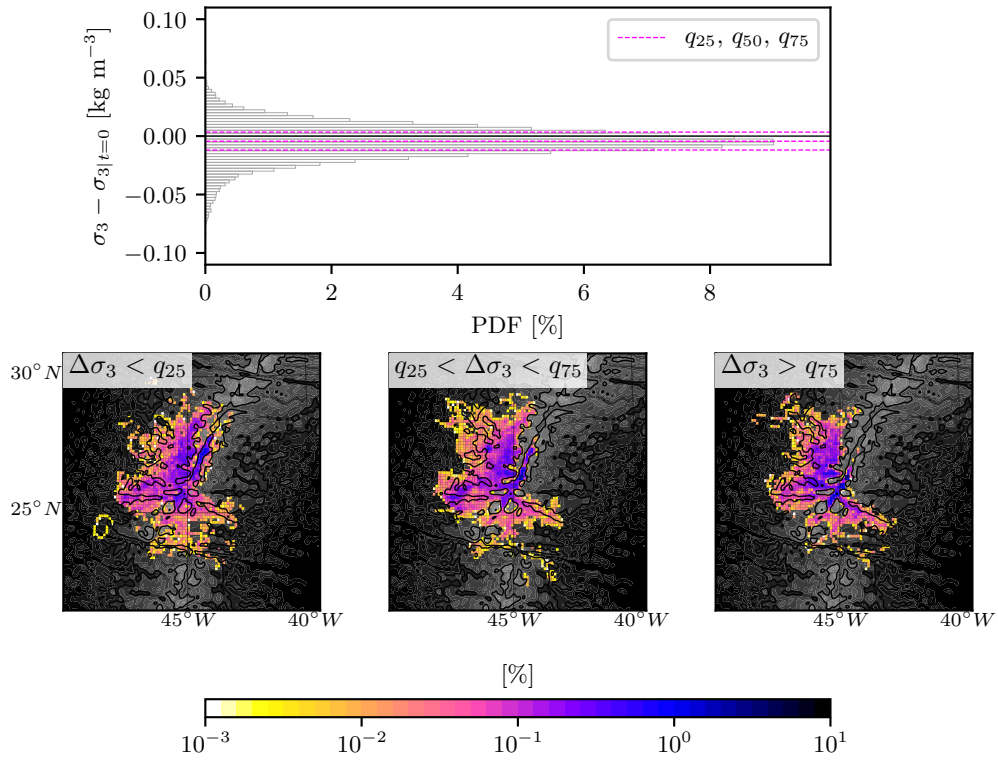 0.10
0.05
0.00
−0.05
−0.10
σ₃ − σ₃|t=0 [kg m⁻³]
q₂₅, q₅₀, q₇₅
0 2 4 6 8
PDF [%]
Δσ₃ < q₂₅
q₂₅ < Δσ₃ < q₇₅
Δσ₃ > q₇₅
30°N
25°N
45°W 40°W 45°W 40°W 45°W 40°W
[%]
10⁻³ 10⁻² 10⁻¹ 10⁰ 10¹